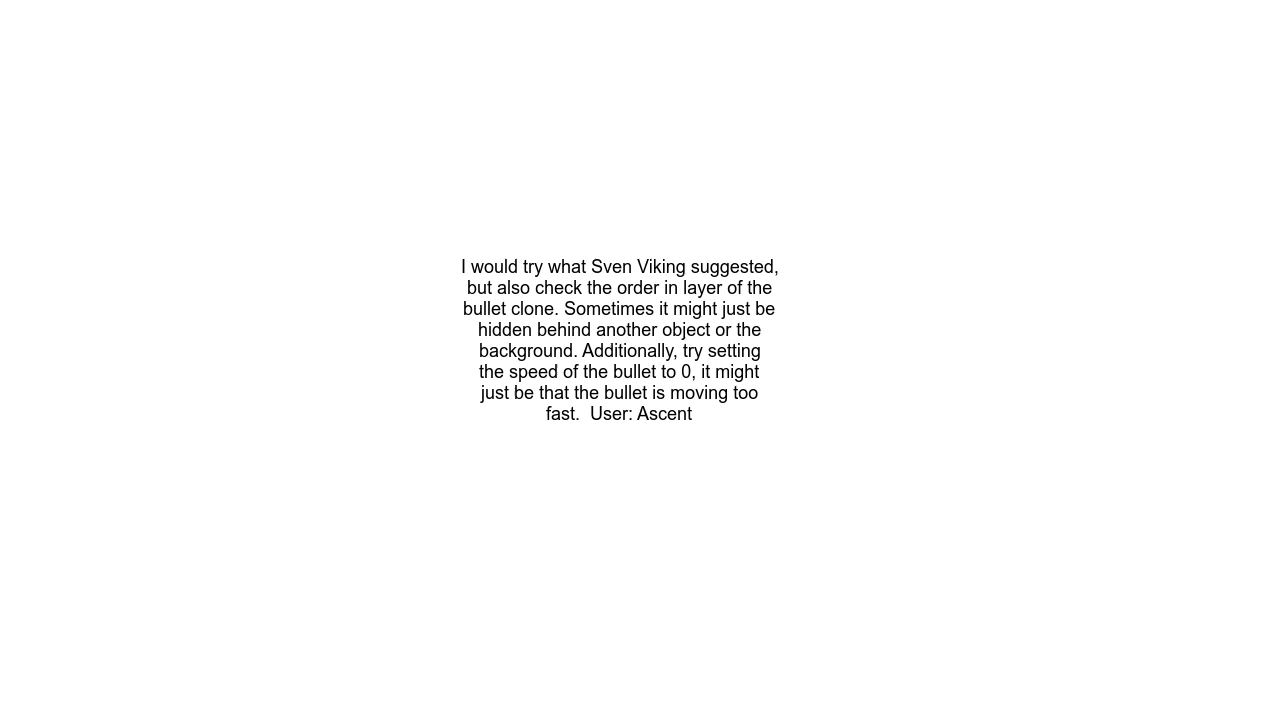 I would try what Sven Viking suggested,
but also check the order in layer of the
bullet clone. Sometimes it might just be
hidden behind another object or the
background. Additionally, try setting
the speed of the bullet to 0, it might
just be that the bullet is moving too
fast.  User: Ascent